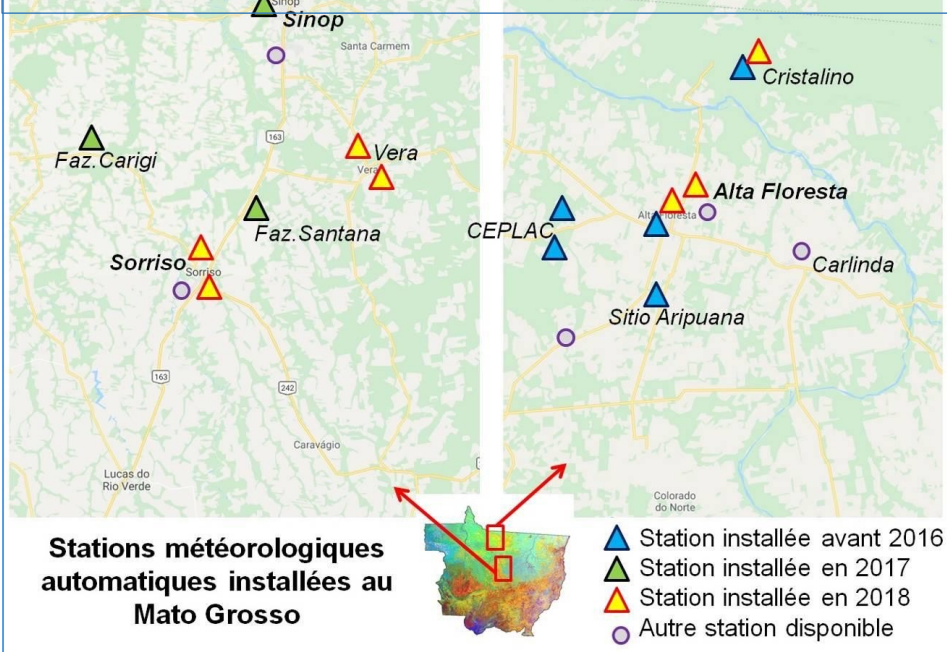 Sinop
Sinop
Santa Carmem
163
Faz.Carigi
Vera
Vera
Faz.Santana
Sorriso
Sorriso
163
242
Caravágio
Lucas do
Rio Verde
Cristalino
Alta Floresta
Alta Floresta
CEPLAC
Carlinda
Sitio Aripuana
Colorado
do Norte
Stations météorologiques
automatiques installées au
Mato Grosso
Station installée avant 2016
Station installée en 2017
Station installée en 2018
Autre station disponible